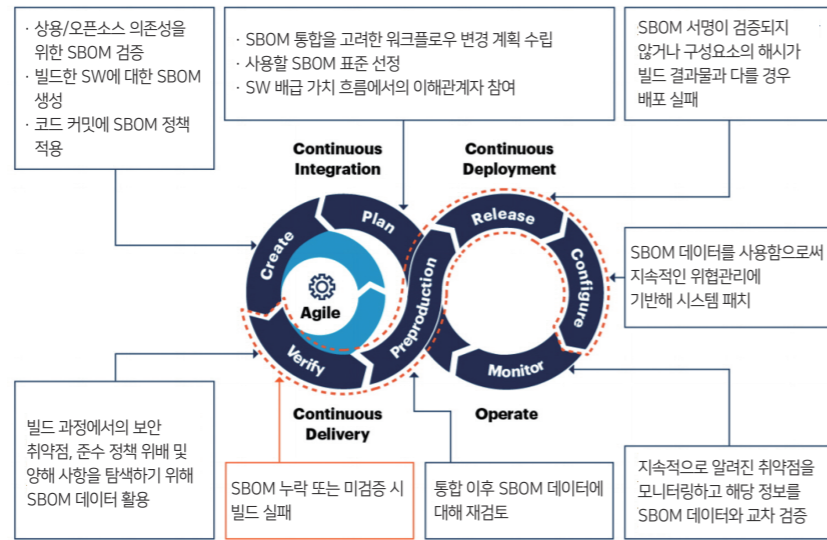 · 상용/오픈소스 의존성을
위한 SBOM 검증
· 빌드한 SW에 대한 SBOM
생성
· 코드 커밋에 SBOM 정책
적용
· SBOM 통합을 고려한 워크플로우 변경 계획 수립
· 사용할 SBOM 표준 선정
· SW 배급 가치 흐름에서의 이해관계자 참여
SBOM 서명이 검증되지
않거나 구성요소의 해시가
빌드 결과물과 다를 경우
배포 실패
Continuous
Integration
Continuous
Deployment
Plan
Create
Agile
Verify
Preproduction
Release
Configure
Monitor
SBOM 데이터를 사용함으로써
지속적인 위협관리에
기반해 시스템 패치
Continuous
Delivery
Operate
빌드 과정에서의 보안
취약점, 준수 정책 위배 및
양해 사항을 탐색하기 위해
SBOM 데이터 활용
SBOM 누락 또는 미검증 시
빌드 실패
통합 이후 SBOM 데이터에
대해 재검토
지속적으로 알려진 취약점을
모니터링하고 해당 정보를
SBOM 데이터와 교차 검증